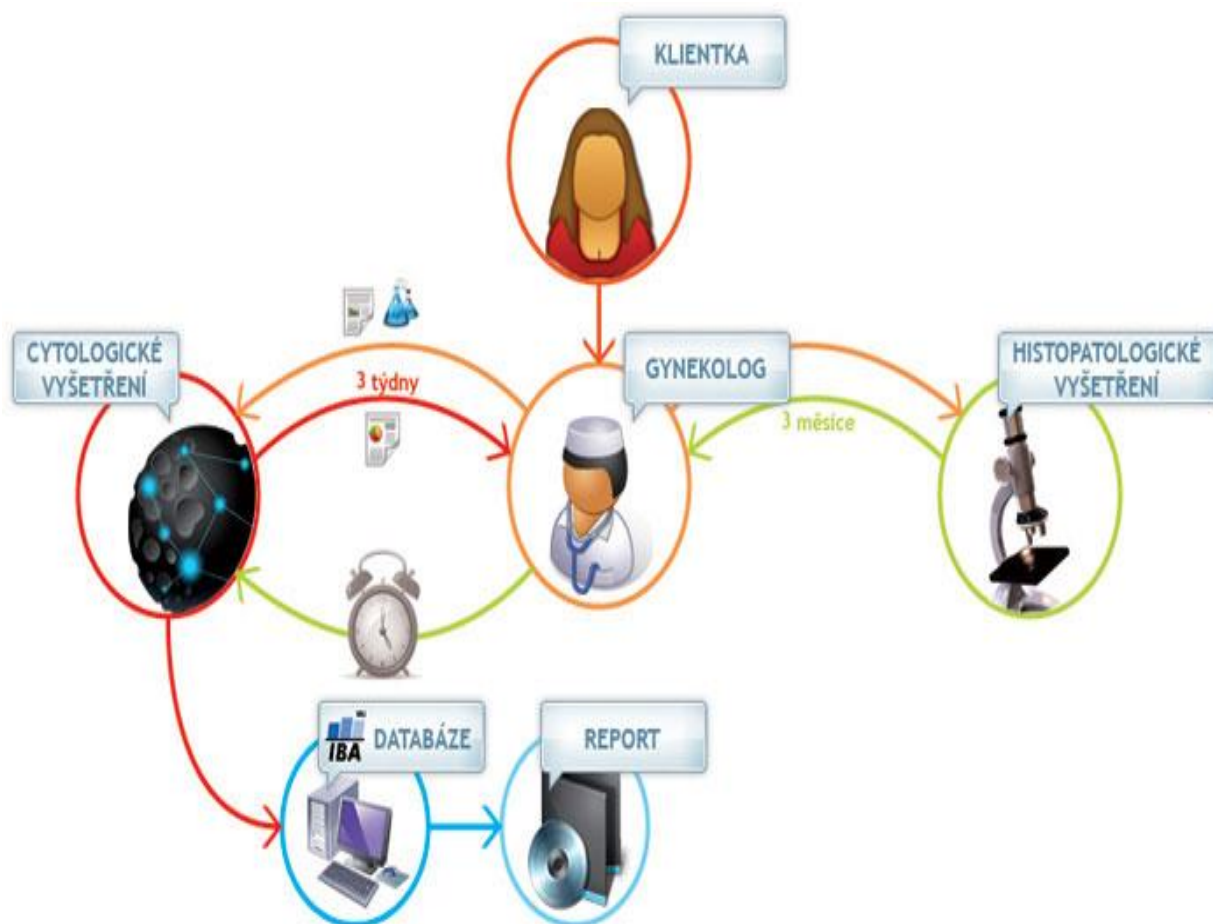 KLIENTKA
CYTOLOGICKÉ
VYŠETŘENÍ
3 týdny
GYNEKOLOG
3 měsíce
HISTOPATOLOGICKÉ
VYŠETŘENÍ
IBA DATABÁZE
REPORT